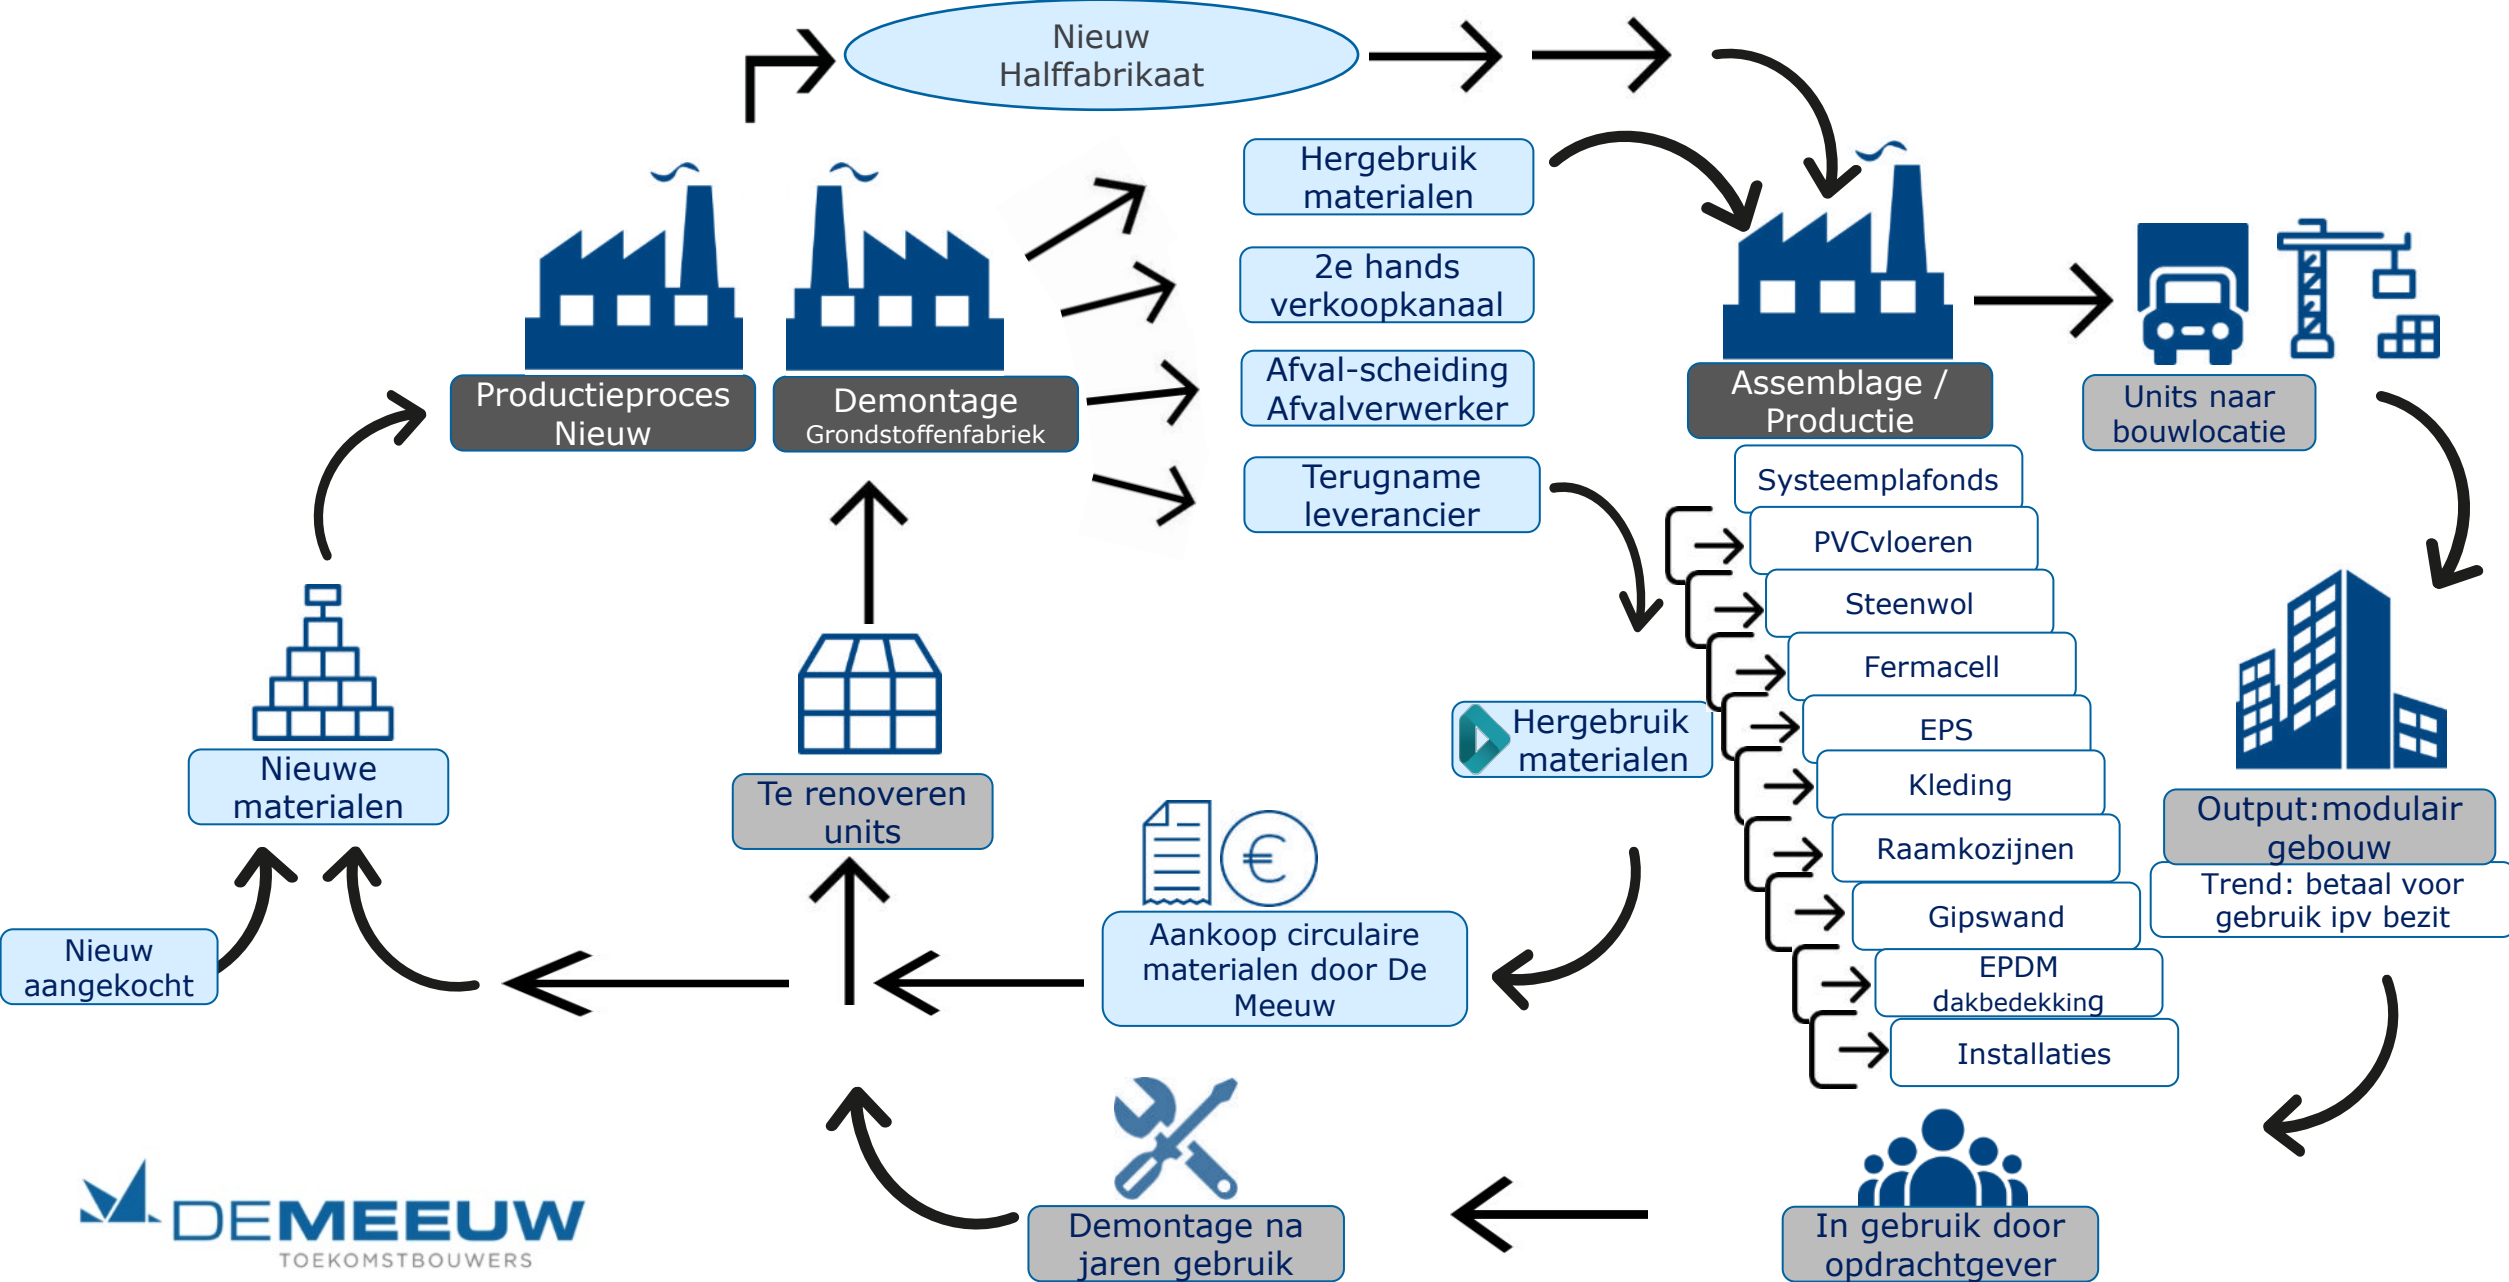 Nieuw
Halffabrikaat
Hergebruik
materialen
2e hands
verkoopkanaal
Afval-scheiding
Afvalverwerker
Terugname
leverancier
Productieproces
Nieuw
Demontage
Grondstoffenfabriek
Assemblage /
Productie
Units naar
bouwlocatie
Systeemplafonds
PVCvloeren
Steenwol
Fermacell
EPS
Kleding
Raamkozijnen
Gipswand
EPDM
dakbedekking
Installaties
Hergebruik
materialen
Nieuwe
materialen
Te renoveren
units
Output:modulair
gebouw
Trend: betaal voor
gebruik ipv bezit
Nieuw
aangekocht
Aankoop circulaire
materialen door De
Meeuw
Demontage na
jaren gebruik
In gebruik door
opdrachtgever
DEMEEUW
TOEKOMSTBOUWERS